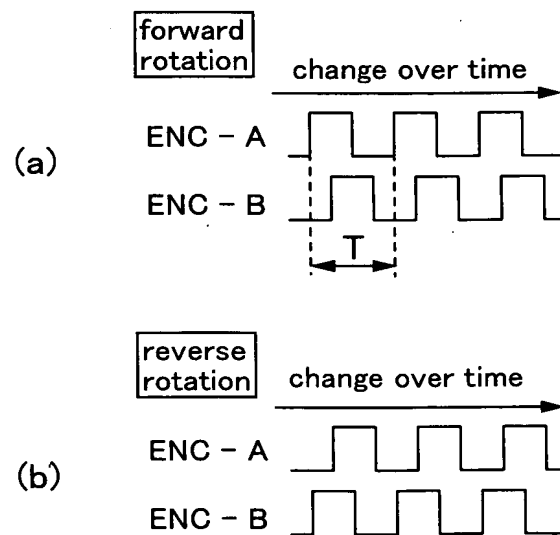 forward
rotation
change over time
(a)
ENC - A
ENC - B
T
reverse
rotation
change over time
(b)
ENC - A
ENC - B